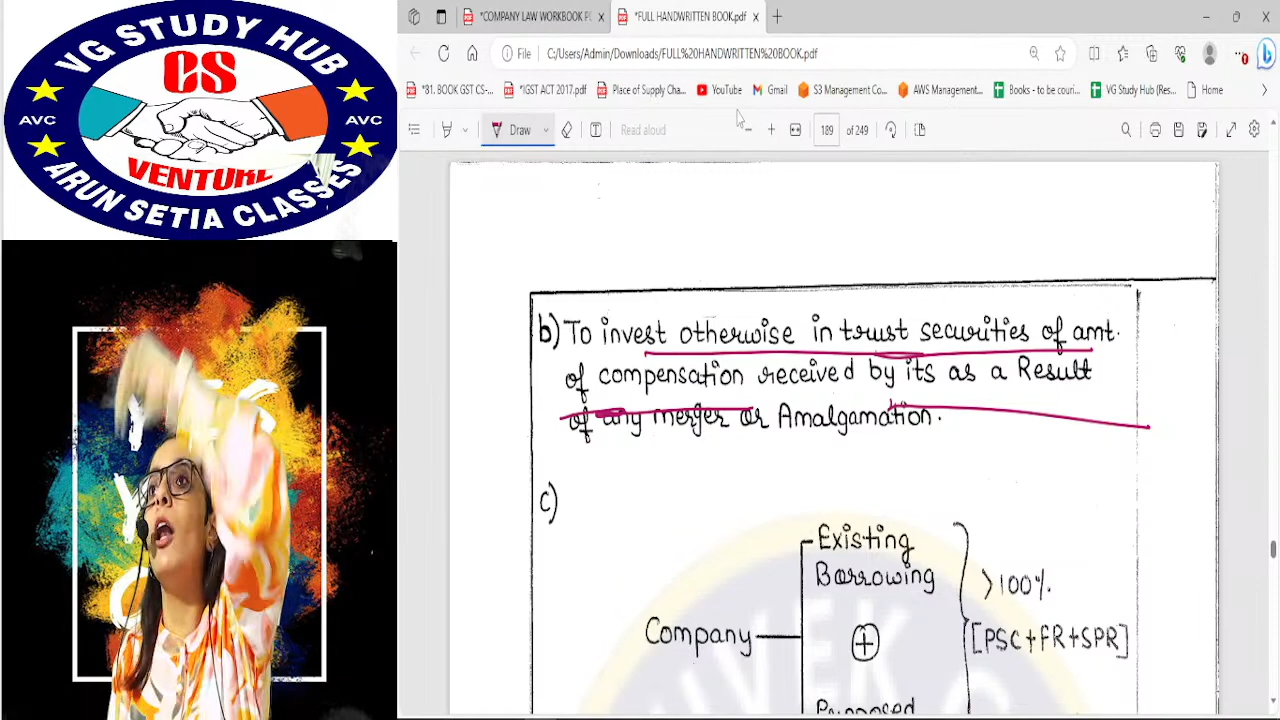 VG STUDY HUB
CS
AVC
AVC
VENTURE
ARUN SETIA CLASSES
*COMPANY LAW WORKBOOK P
*FULL HANDWRITTEN BOOK.pdf
File
C:/Users/Admin/Downloads/FULL%20HANDWRITTEN%20BOOK.pdf
*81. BOOK GST CS-...
*IGST ACT 2017.pdf
Place of Supply Cha...
YouTube
Gmail
S3 Management Co...
AWS Management...
Books - to be couri...
VG Study Hub (Res...
Home
Draw
Read aloud
189 of 249
b) To invest otherwise in trust securities of amt.
of compensation received by its as a Result
of any merger or Amalgamation.
c)
Existing
Borrowing
>100%
Company
[PSC+FR+SPR]
Proposed